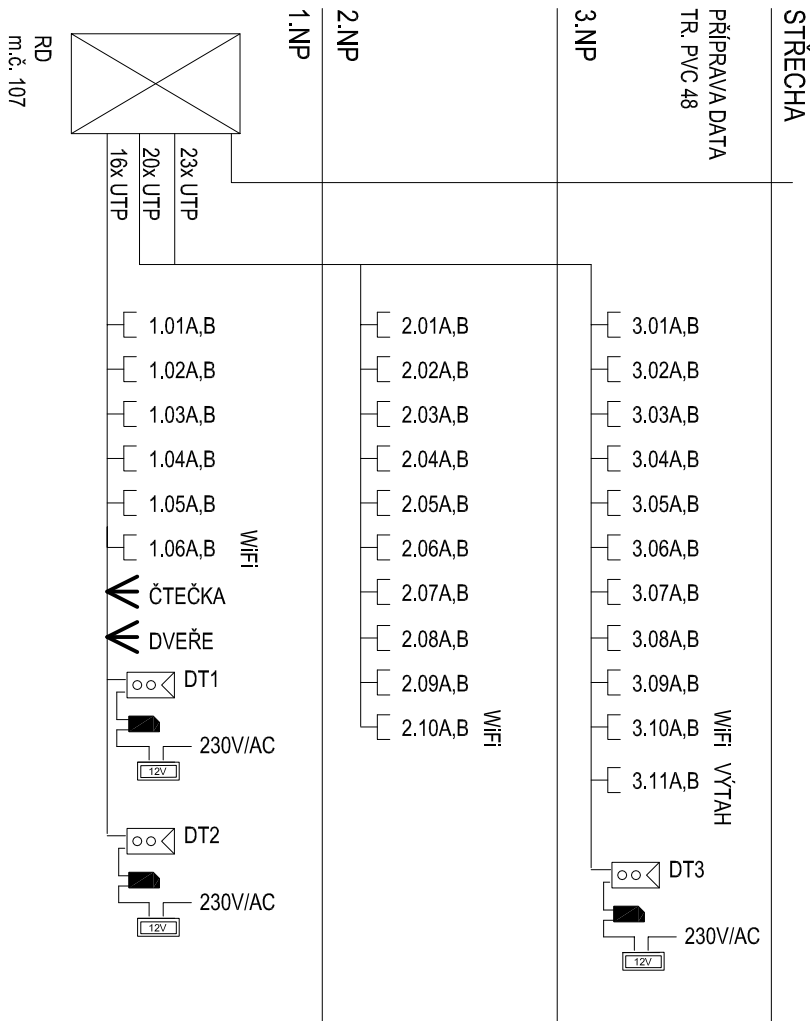 STŘECHA
PŘÍPRAVA DATA
TR. PVC 48
3.NP
2.NP
1.NP
RD
m.č. 107
23x UTP
20x UTP
16x UTP
3.01A,B
3.02A,B
3.03A,B
3.04A,B
3.05A,B
3.06A,B
3.07A,B
3.08A,B
3.09A,B
3.10A,B
WiFi
3.11A,B
VÝTAH
DT3
230V/AC
12V
2.01A,B
2.02A,B
2.03A,B
2.04A,B
2.05A,B
2.06A,B
2.07A,B
2.08A,B
2.09A,B
2.10A,B
WiFi
1.01A,B
1.02A,B
1.03A,B
1.04A,B
1.05A,B
1.06A,B
WiFi
ČTEČKA
DVEŘE
DT1
230V/AC
12V
DT2
230V/AC
12V